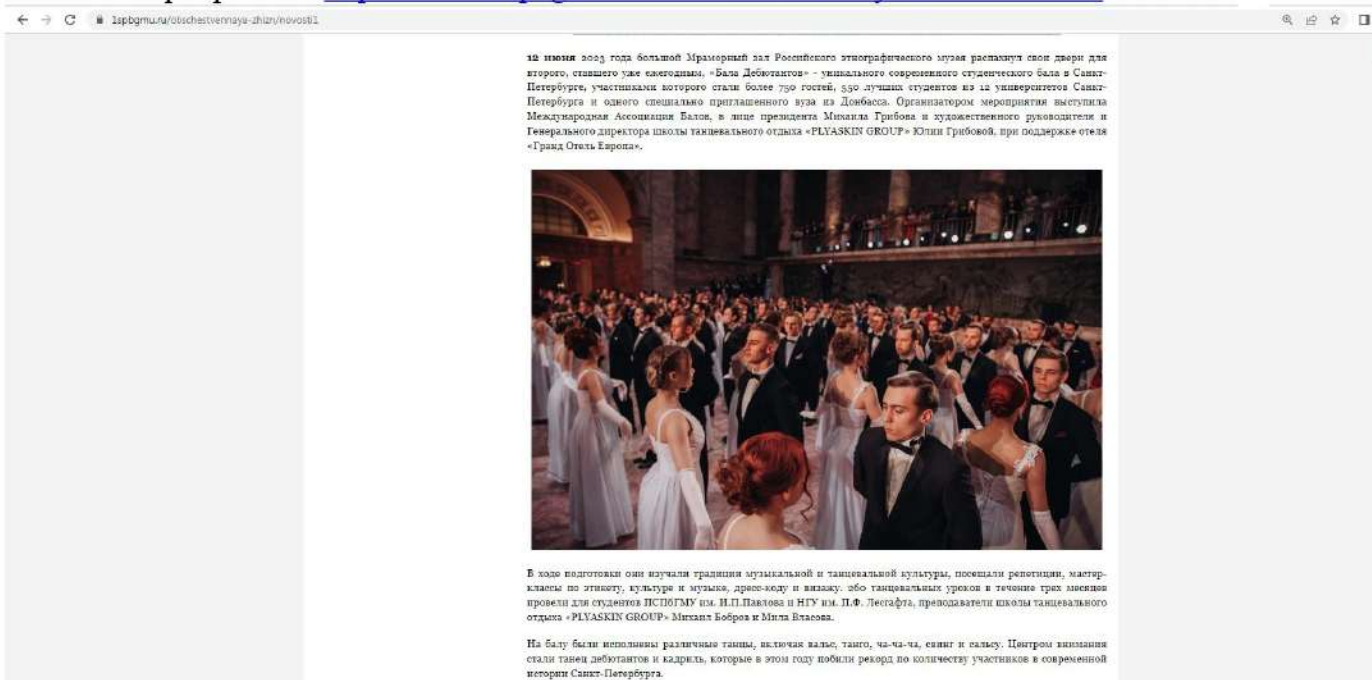 1spbgmu.ru/obschestvennaya-zhizn/novosti1
12 июня 2023 года большой Мраморный зал Российского этнографического музея распахнул свои двери для
второго, ставшего уже ежегодным, «Бала Дебютантов» - уникального современного студенческого бала в Санкт-
Петербурге, участниками которого стали более 750 гостей, 550 лучших студентов из 12 университетов Санкт-
Петербурга и одного специально приглашенного вуза из Донбасса. Организатором мероприятия выступила
Международная Ассоциация Балов, в лице президента Михаила Грибова и художественного руководителя и
Генерального директора школы танцевального отдыха «PLYASKIN GROUP» Юлии Грибовой, при поддержке отеля
«Гранд Отель Европа».
В ходе подготовки они изучали традиции музыкальной и танцевальной культуры, посещали репетиции, мастер-
классы по этикету, культуре и музыке, дресс-коду и визажу. 260 танцевальных уроков в течение трех месяцев
провели для студентов ПСПбГМУ им. И.П.Павлова и НГУ им. П.Ф. Лесгафта, преподаватели школы танцевального
отдыха «PLYASKIN GROUP» Михаил Бобров и Мила Власова.
На балу были исполнены различные танцы, включая вальс, танго, ча-ча-ча, свинг и сальсу. Центром внимания
стали танец дебютантов и кадриль, которые в этом году побили рекорд по количеству участников в современной
истории Санкт-Петербурга.